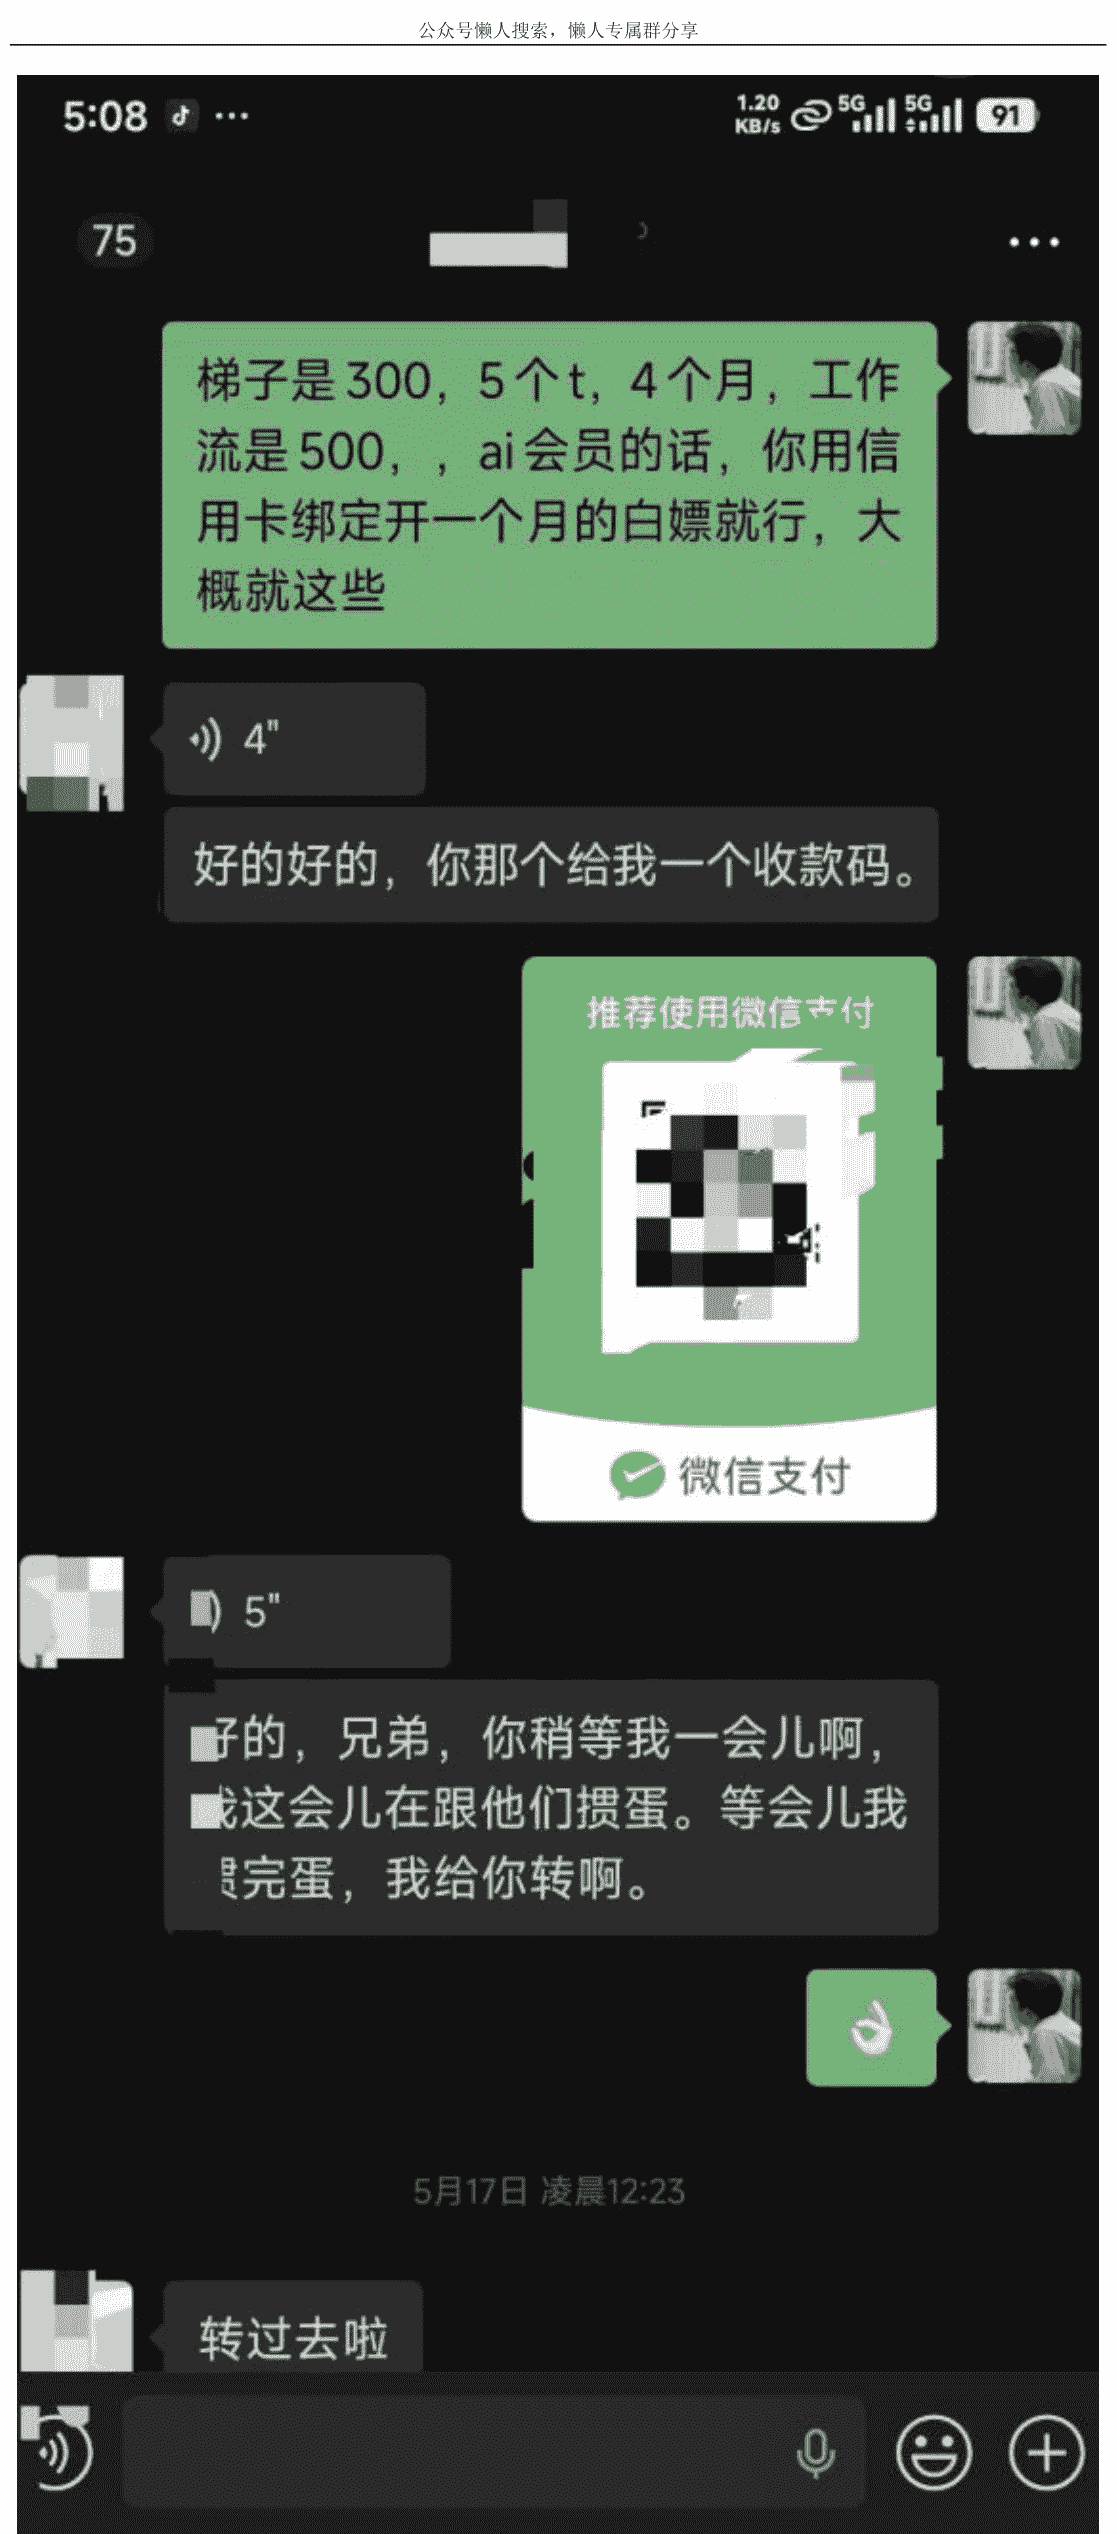 公众号懒人搜索，懒人专属群分享
5:08
1.20
KB/s
5G
5G
91
75
梯子是300，5个t，4个月，工作
流是500，，ai会员的话，你用信
用卡绑定开一个月的白嫖就行，大
概就这些
4"
好的好的，你那个给我一个收款码。
推荐使用微信支付
微信支付
5"
好的，兄弟，你稍等我一会儿啊，
我这会儿在跟他们掼蛋。等会儿我
掼完蛋，我给你转啊。
5月17日 凌晨12:23
转过去啦